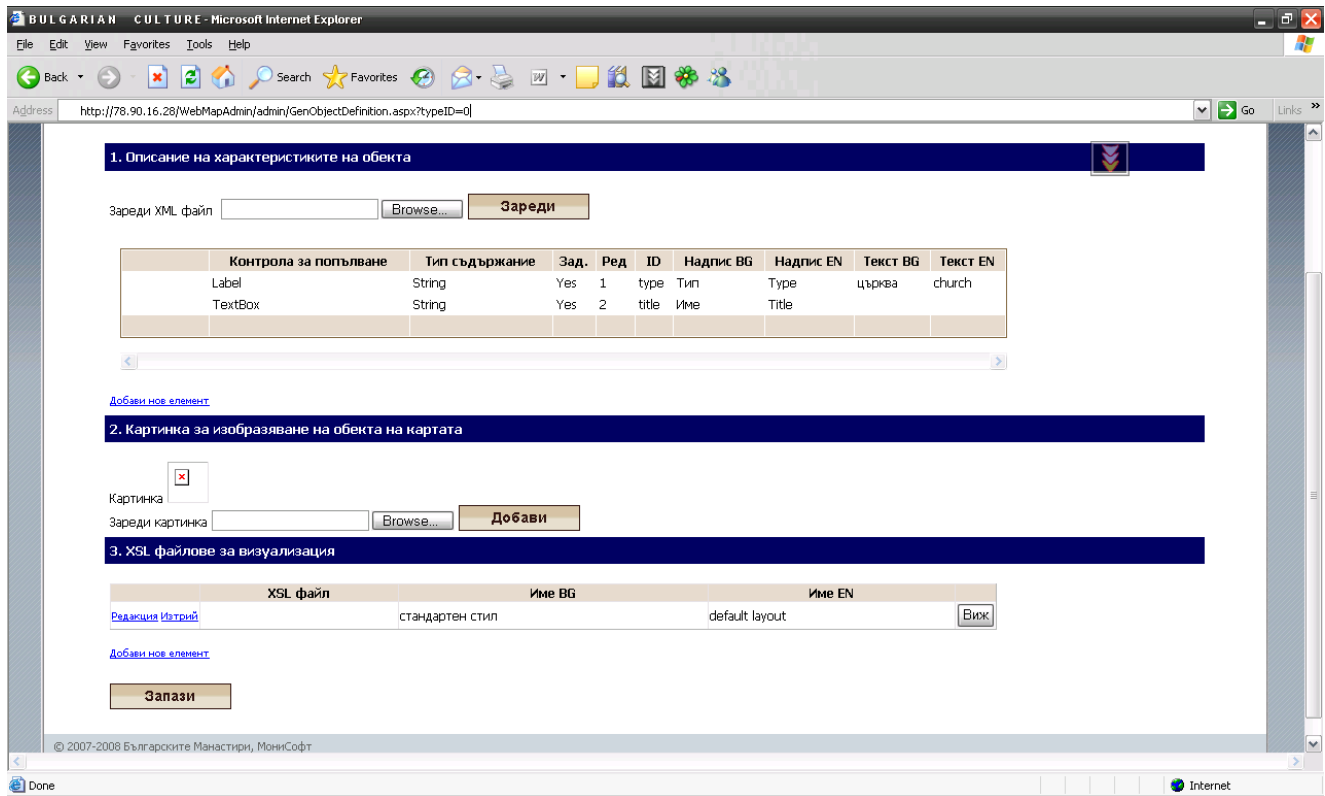 BULGARIAN CULTURE - Microsoft Internet Explorer
File Edit View Favorites Tools Help
Back Search Favorites
Address http://78.90.16.28/WebMapAdmin/admin/GenObjectDefinition.aspx?typeID=0 Go Links »
1. Описание на характеристиките на обекта
Зареди XML файл Browse... Зареди
Контрола за попълване Тип съдържание Зад. Ред ID Надпис BG Надпис EN Текст BG Текст EN
Label String Yes 1 type Тип Type църква church
TextBox String Yes 2 title Име Title
Добави нов елемент
2. Картинка за изобразяване на обекта на картата
Картинка
Зареди картинка Browse... Добави
3. XSL файлове за визуализация
XSL файл Име BG Име EN
Редакция Изтрий стандартен стил default layout Виж
Добави нов елемент
Запази
© 2007-2008 Българските Манастири, МониСофт
Done Internet